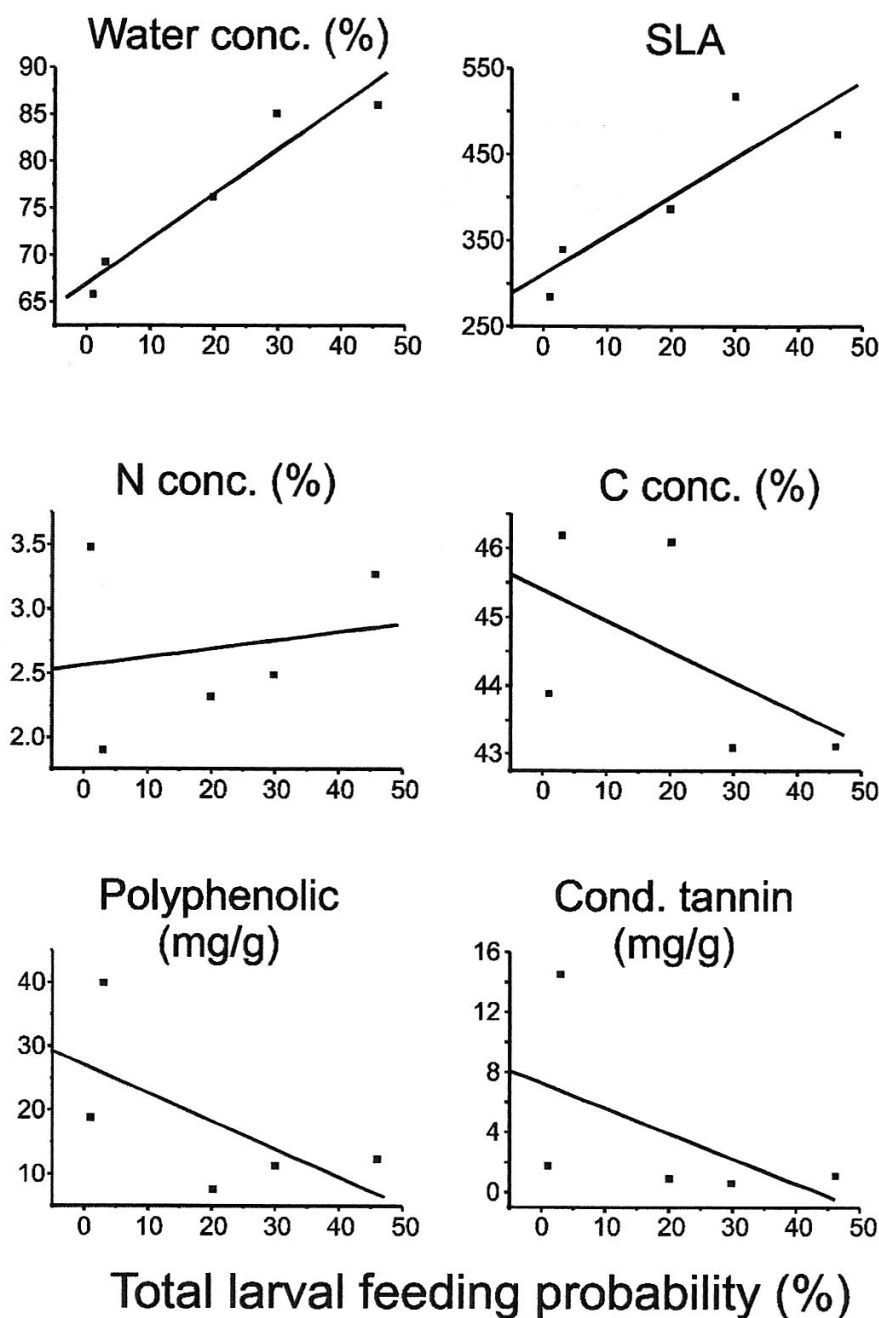 Water conc. (%)
90
85
80
75
70
65
0 10 20 30 40 50
SLA
550
450
350
250
0 10 20 30 40 50
N conc. (%)
3.5
3.0
2.5
2.0
0 10 20 30 40 50
C conc. (%)
46
45
44
43
0 10 20 30 40 50
Polyphenolic
(mg/g)
40
30
20
10
0 10 20 30 40 50
Cond. tannin
(mg/g)
16
12
8
4
0
0 10 20 30 40 50
Total larval feeding probability (%)